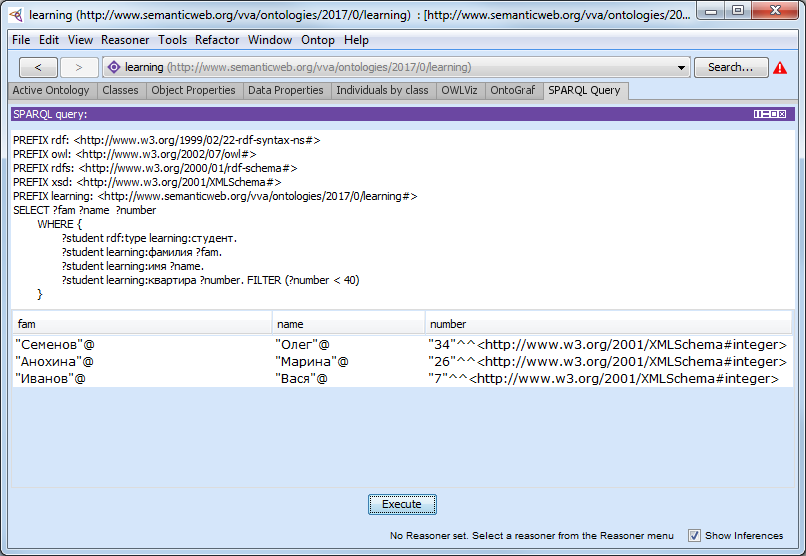 learning (http://www.semanticweb.org/vva/ontologies/2017/0/learning) : [http://www.semanticweb.org/vva/ontologies/20...
File Edit View Reasoner Tools Refactor Window Ontop Help
< > learning (http://www.semanticweb.org/vva/ontologies/2017/0/learning) Search...
Active Ontology Classes Object Properties Data Properties Individuals by class OWLViz OntoGraf SPARQL Query
SPARQL query:
PREFIX rdf: <http://www.w3.org/1999/02/22-rdf-syntax-ns#>
PREFIX owl: <http://www.w3.org/2002/07/owl#>
PREFIX rdfs: <http://www.w3.org/2000/01/rdf-schema#>
PREFIX xsd: <http://www.w3.org/2001/XMLSchema#>
PREFIX learning: <http://www.semanticweb.org/vva/ontologies/2017/0/learning#>
SELECT ?fam ?name ?number
WHERE {
?student rdf:type learning:студент.
?student learning:фамилия ?fam.
?student learning:имя ?name.
?student learning:квартира ?number. FILTER (?number < 40)
}
fam name number
"Семенов"@ "Олег"@ "34"^^<http://www.w3.org/2001/XMLSchema#integer>
"Анохина"@ "Марина"@ "26"^^<http://www.w3.org/2001/XMLSchema#integer>
"Иванов"@ "Вася"@ "7"^^<http://www.w3.org/2001/XMLSchema#integer>
Execute
No Reasoner set. Select a reasoner from the Reasoner menu Show Inferences